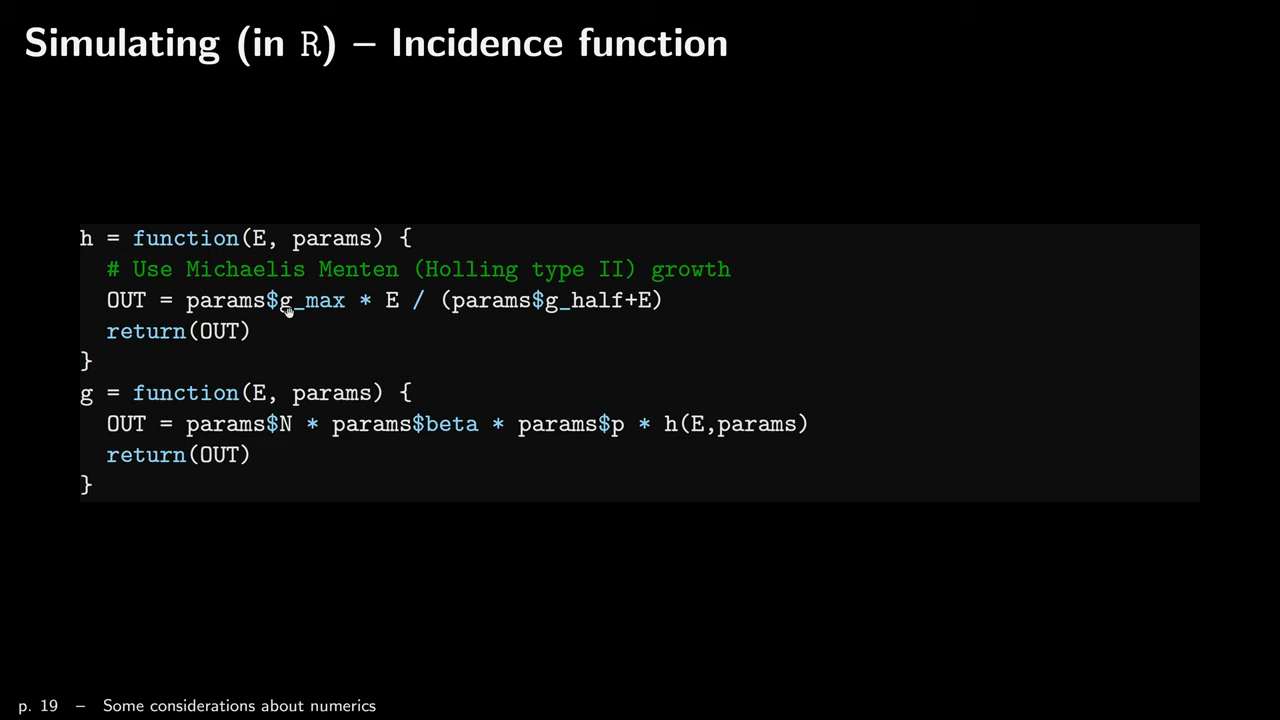 Simulating (in R) – Incidence function
h = function(E, params) {
  # Use Michaelis Menten (Holling type II) growth
  OUT = params$g_max * E / (params$g_half+E)
  return(OUT)
}
g = function(E, params) {
  OUT = params$N * params$beta * params$p * h(E,params)
  return(OUT)
}
p. 19 – Some considerations about numerics